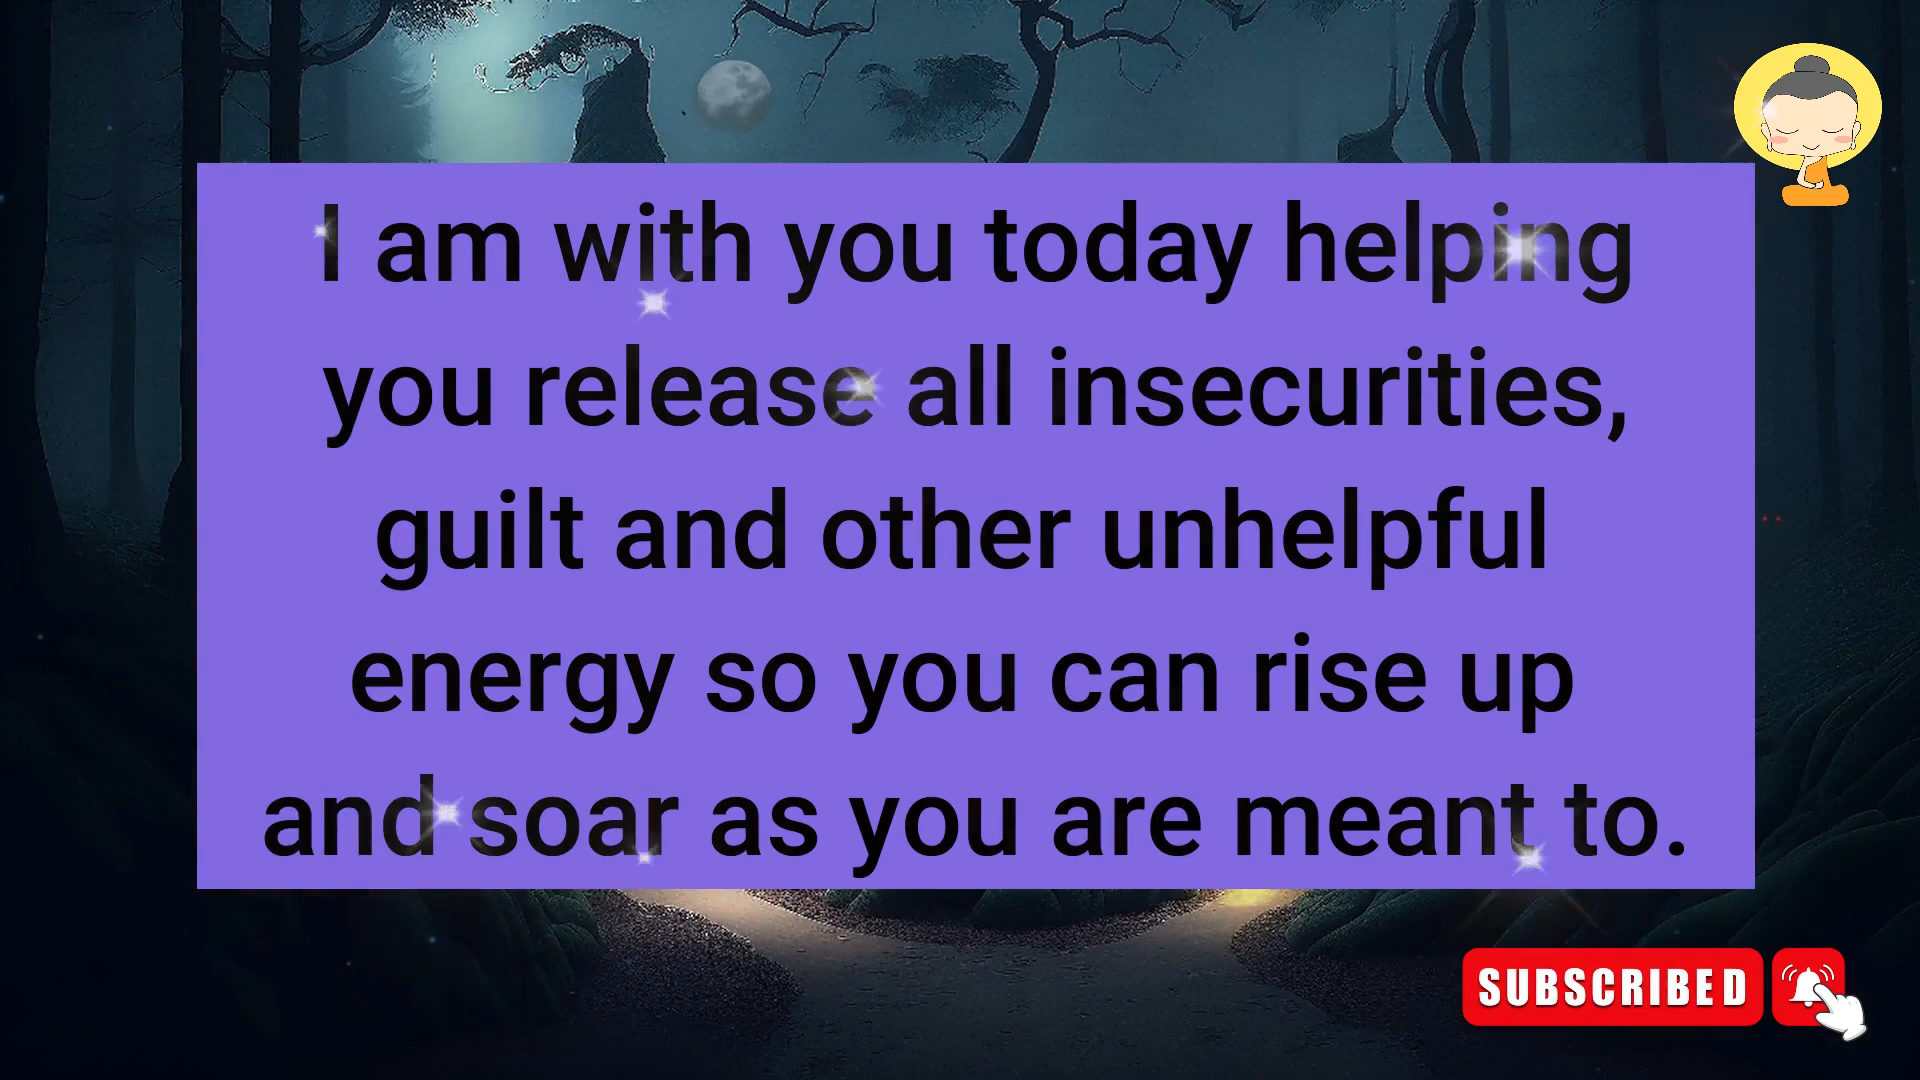 I am with you today helping
you release all insecurities,
guilt and other unhelpful
energy so you can rise up
and soar as you are meant to.
SUBSCRIBED